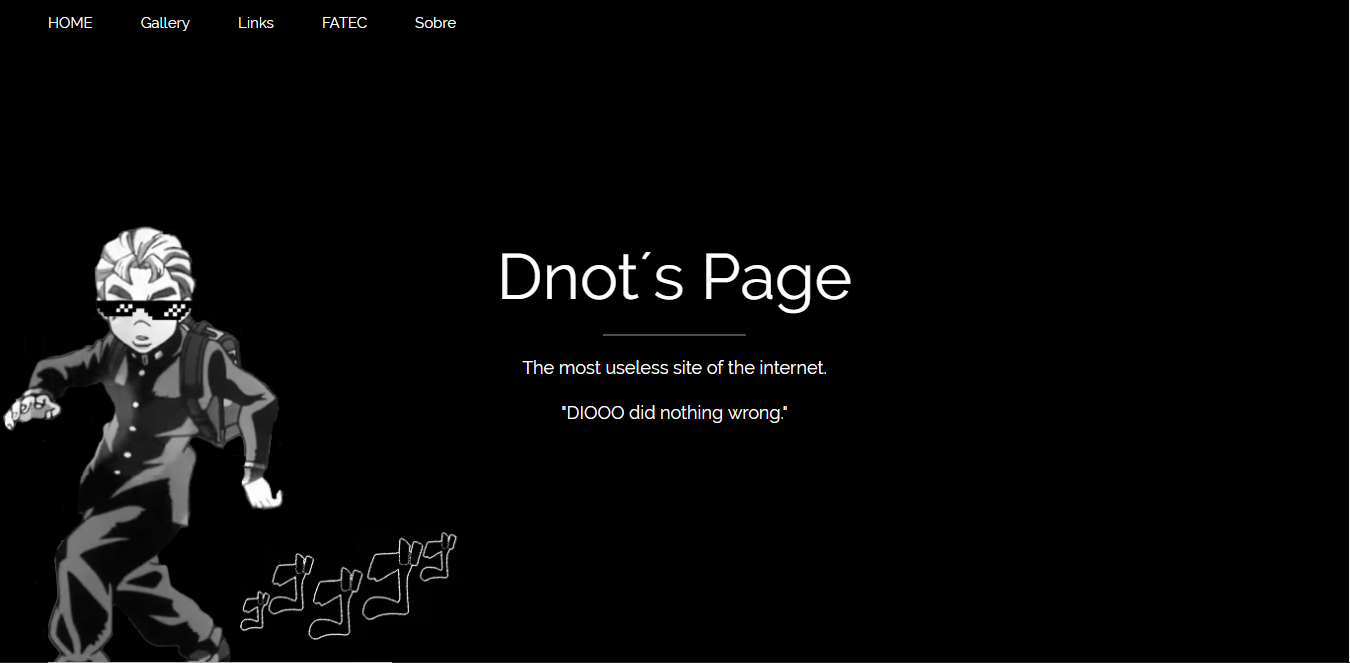 HOME Gallery Links FATEC Sobre
Dnot´s Page
The most useless site of the internet.
"DIOOO did nothing wrong."
ゴゴゴゴゴ